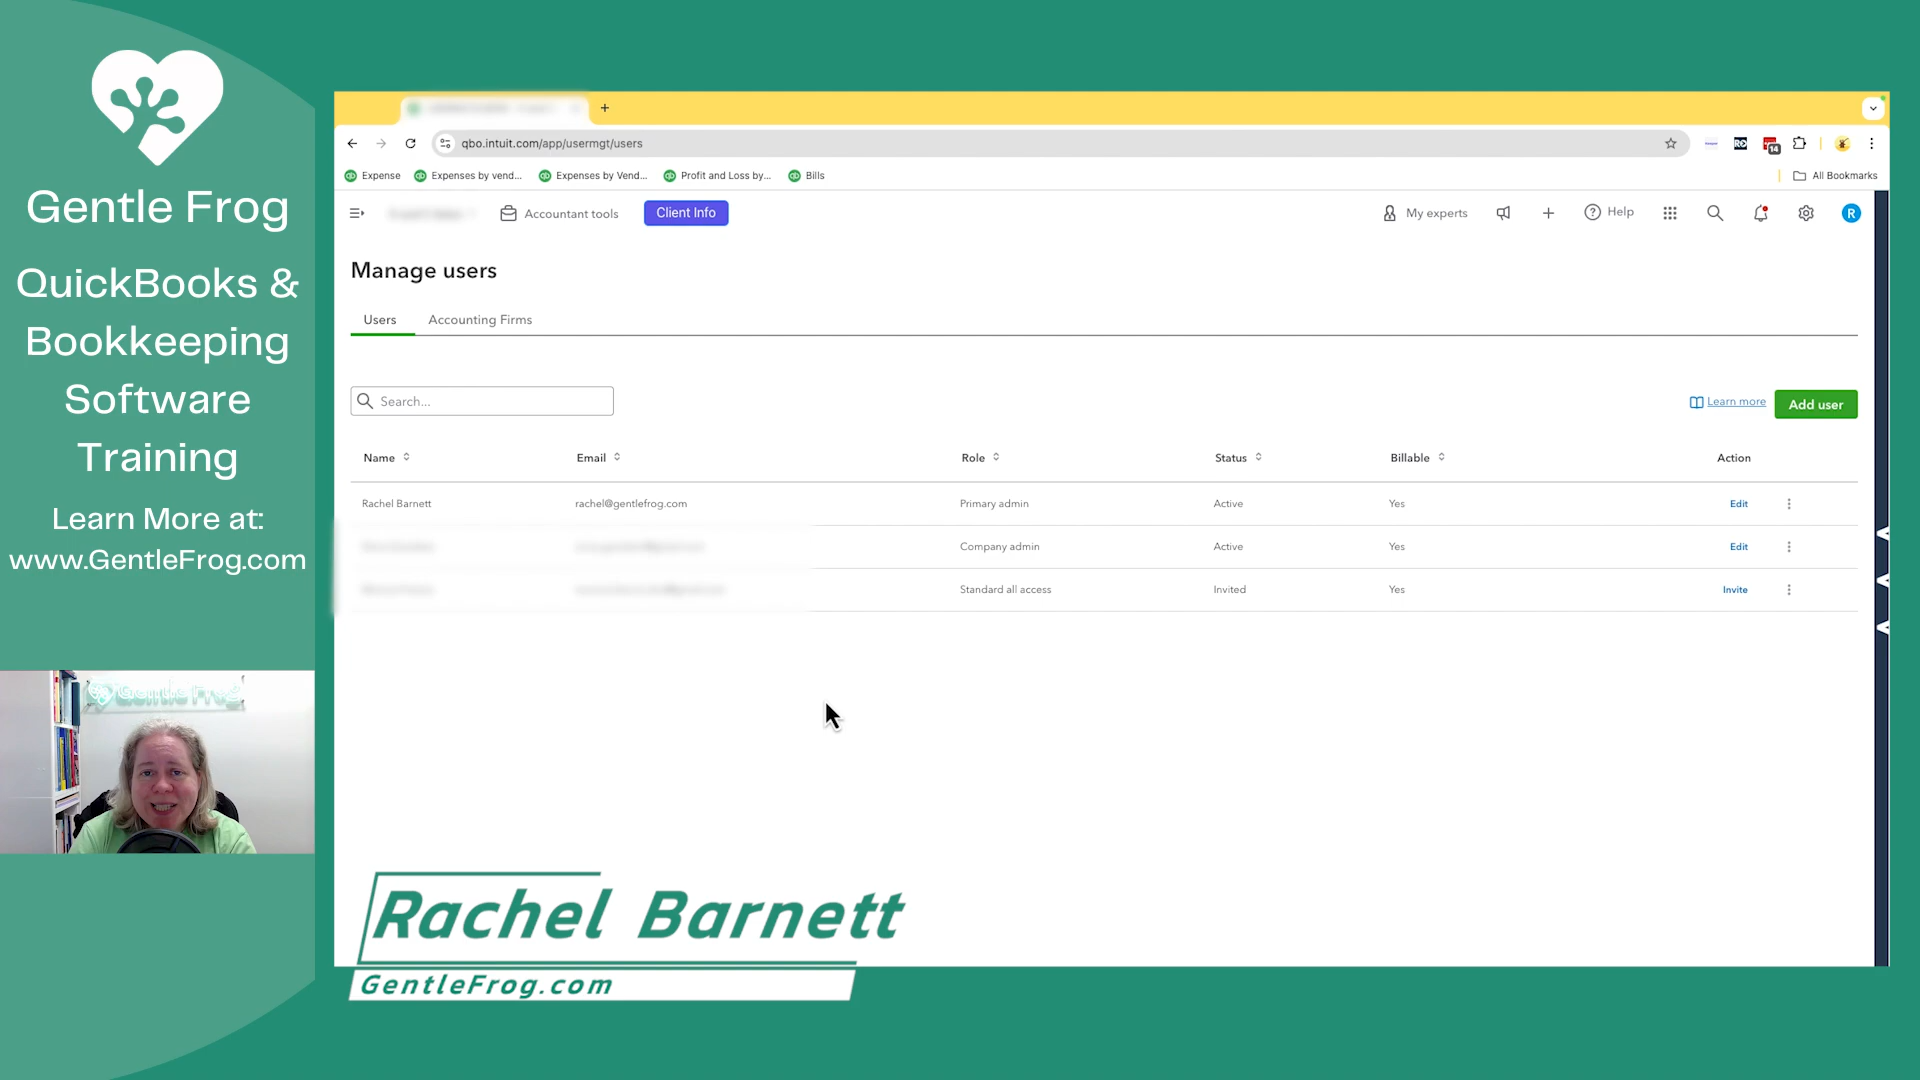 Gentle Frog
QuickBooks &
Bookkeeping
Software
Training
Learn More at:
www.GentleFrog.com
Gentle Frog
qbo.intuit.com/app/usermgt/users
14
Expense
Expenses by vend...
Expenses by Vend...
Profit and Loss by...
Bills
All Bookmarks
Accountant tools
Client Info
My experts
Help
R
Manage users
Users
Accounting Firms
Search...
Learn more
Add user
Name Email Role Status Billable Action
Rachel Barnett rachel@gentlefrog.com Primary admin Active Yes Edit
Company admin Active Yes Edit
Standard all access Invited Yes Invite
Rachel Barnett
GentleFrog.com